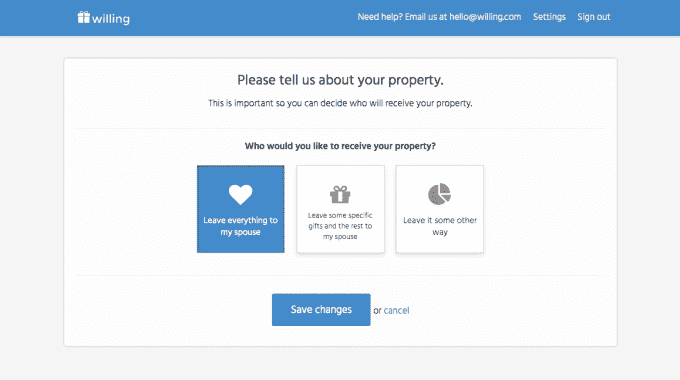 willing
Need help? Email us at hello@willing.com Settings Sign out
Please tell us about your property.
This is important so you can decide who will receive your property.
Who would you like to receive your property?
Leave everything to
my spouse
Leave some specific
gifts and the rest to
my spouse
Leave it some other
way
Save changes or cancel